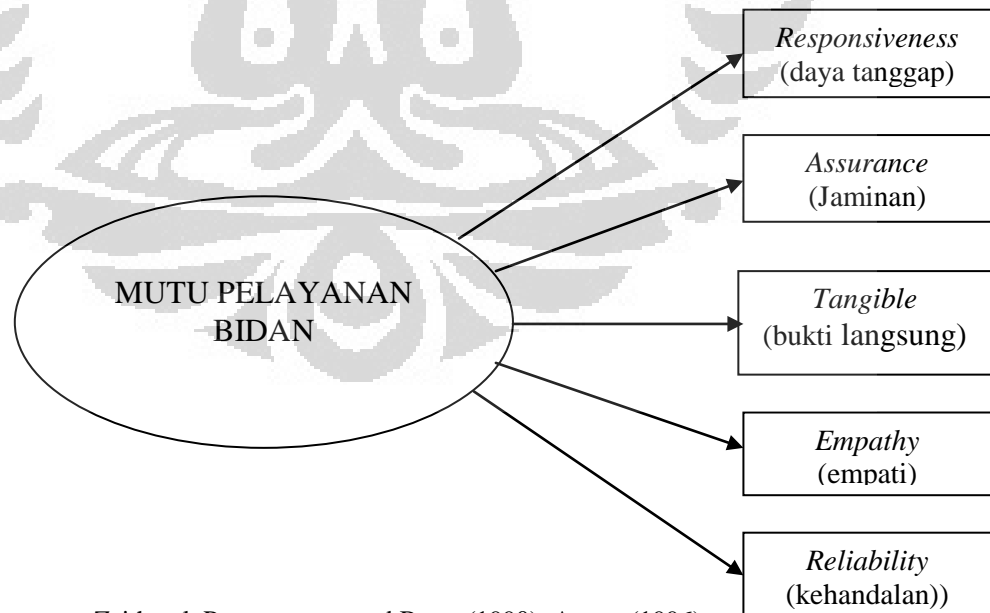 Responsiveness
(daya tanggap)
Assurance
(Jaminan)
MUTU PELAYANAN
BIDAN
Tangible
(bukti langsung)
Empathy
(empati)
Reliability
(kehandalan))